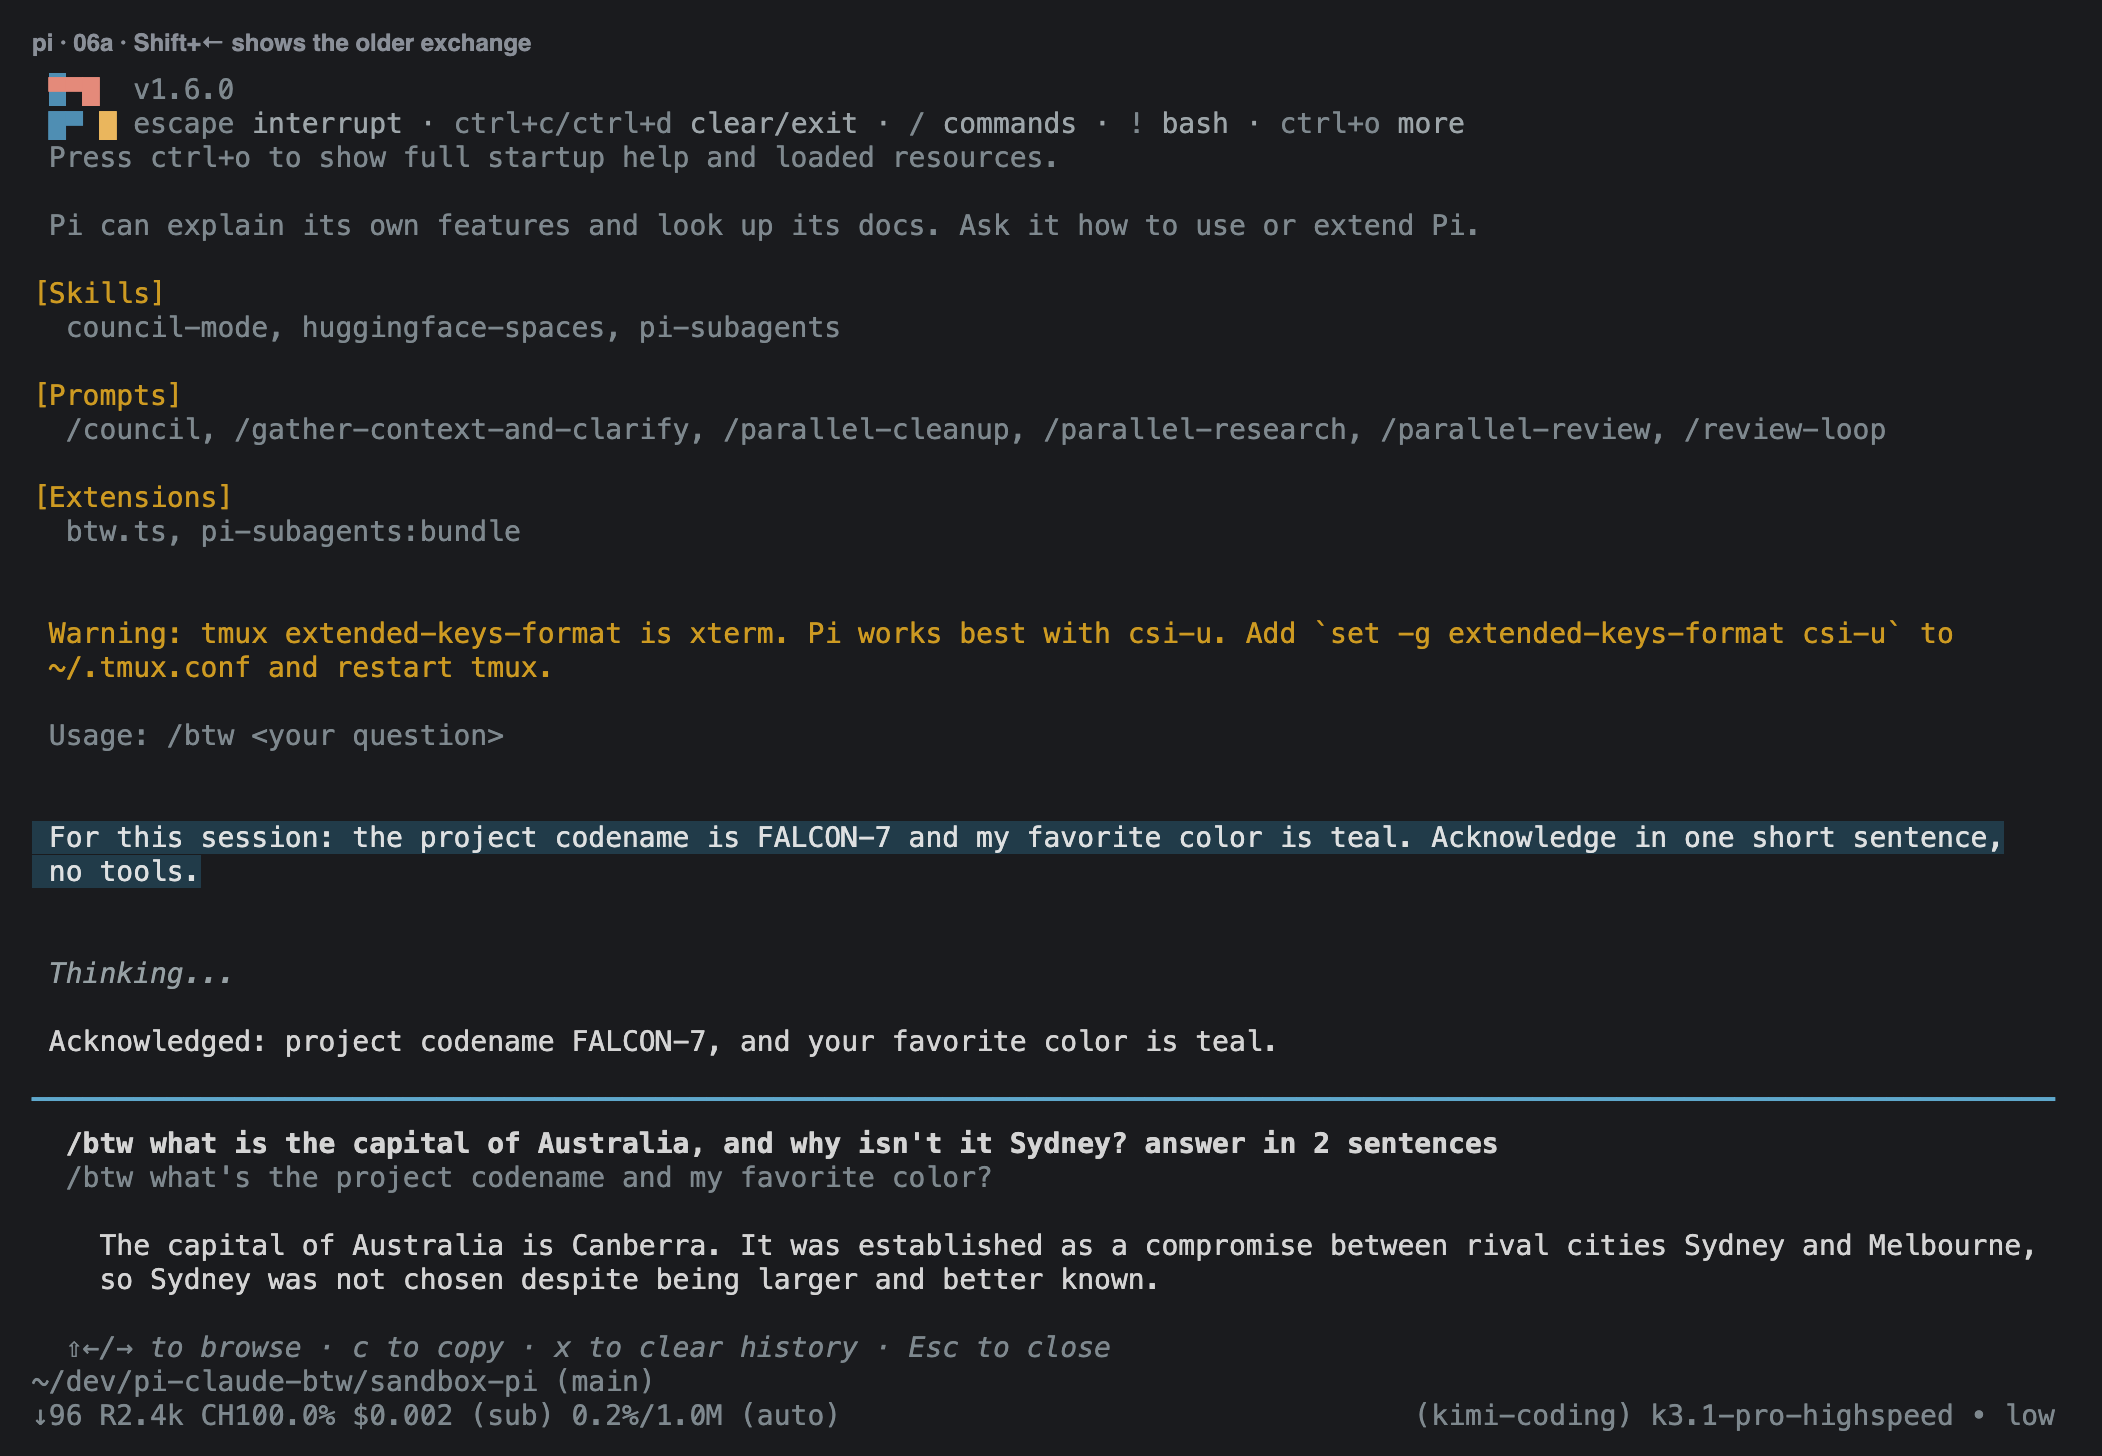 pi · 06a · Shift+← shows the older exchange
v1.6.0
escape interrupt · ctrl+c/ctrl+d clear/exit · / commands · ! bash · ctrl+o more
Press ctrl+o to show full startup help and loaded resources.
Pi can explain its own features and look up its docs. Ask it how to use or extend Pi.
[Skills]
council-mode, huggingface-spaces, pi-subagents
[Prompts]
/council, /gather-context-and-clarify, /parallel-cleanup, /parallel-research, /parallel-review, /review-loop
[Extensions]
btw.ts, pi-subagents:bundle
Warning: tmux extended-keys-format is xterm. Pi works best with csi-u. Add `set -g extended-keys-format csi-u` to
~/.tmux.conf and restart tmux.
Usage: /btw <your question>
For this session: the project codename is FALCON-7 and my favorite color is teal. Acknowledge in one short sentence,
no tools.
Thinking...
Acknowledged: project codename FALCON-7, and your favorite color is teal.
/btw what is the capital of Australia, and why isn't it Sydney? answer in 2 sentences
/btw what's the project codename and my favorite color?
The capital of Australia is Canberra. It was established as a compromise between rival cities Sydney and Melbourne,
so Sydney was not chosen despite being larger and better known.
⇧←/→ to browse · c to copy · x to clear history · Esc to close
~/dev/pi-claude-btw/sandbox-pi (main)
↓96 R2.4k CH100.0% $0.002 (sub) 0.2%/1.0M (auto) (kimi-coding) k3.1-pro-highspeed • low